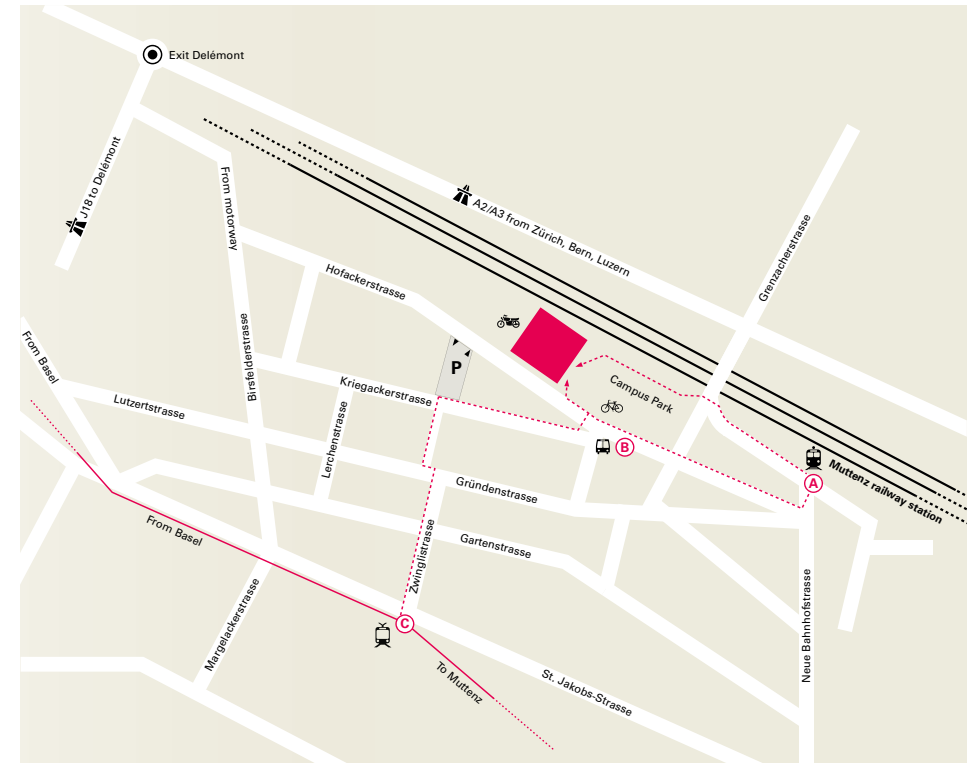 Exit Delémont
J18 to Delémont
From motorway
A2/A3 from Zürich, Bern, Luzern
Grenzacherstrasse
Hofackerstrasse
Birsfelderstrasse
From Basel
P
Campus Park
Kriegackerstrasse
Lutzertstrasse
Lerchenstrasse
B
A
Muttenz railway station
Gründenstrasse
From Basel
Gartenstrasse
Zwinglistrasse
Margelackerstrasse
Neue Bahnhofstrasse
C
To Muttenz
St. Jakobs-Strasse